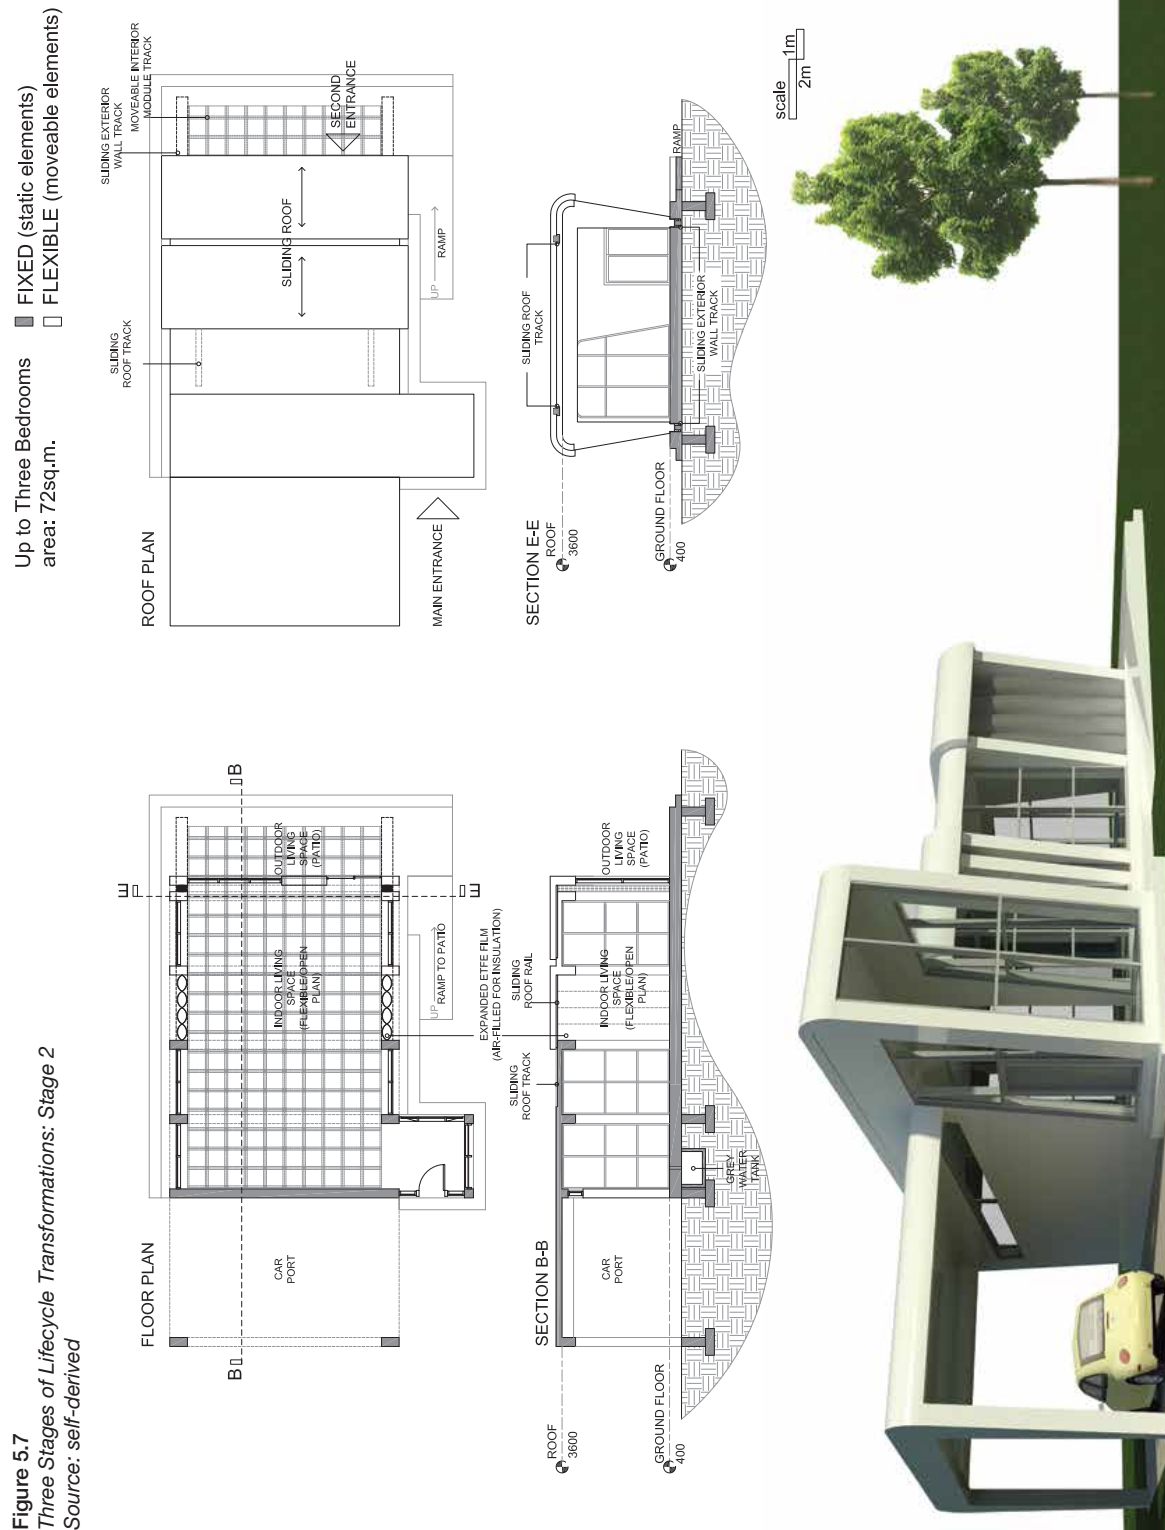 Figure 5.7
Three Stages of Lifecycle Transformations: Stage 2
Source: self-derived
Up to Three Bedrooms
area: 72sq.m.
FIXED (static elements)
FLEXIBLE (moveable elements)
FLOOR PLAN
B
B
E
E
CAR
PORT
INDOOR LIVING
SPACE
(FLEXIBLE/OPEN
PLAN)
OUTDOOR
LIVING
SPACE
(PATIO)
UP
RAMP TO PATIO
ROOF PLAN
SLIDING
ROOF TRACK
SLIDING EXTERIOR
WALL TRACK
MOVEABLE INTERIOR
MODULE TRACK
SLIDING ROOF
SECOND
ENTRANCE
UP
RAMP
MAIN ENTRANCE
SECTION B-B
ROOF
3600
GROUND FLOOR
400
CAR
PORT
SLIDING
ROOF TRACK
EXPANDED ETFE FILM
(AIR-FILLED FOR INSULATION)
SLIDING
ROOF RAIL
INDOOR LIVING
SPACE
(FLEXIBLE/OPEN
PLAN)
OUTDOOR
LIVING
SPACE
(PATIO)
GREY
WATER
TANK
SECTION E-E
ROOF
3600
GROUND FLOOR
400
SLIDING ROOF
TRACK
SLIDING EXTERIOR
WALL TRACK
RAMP
scale
1m
2m